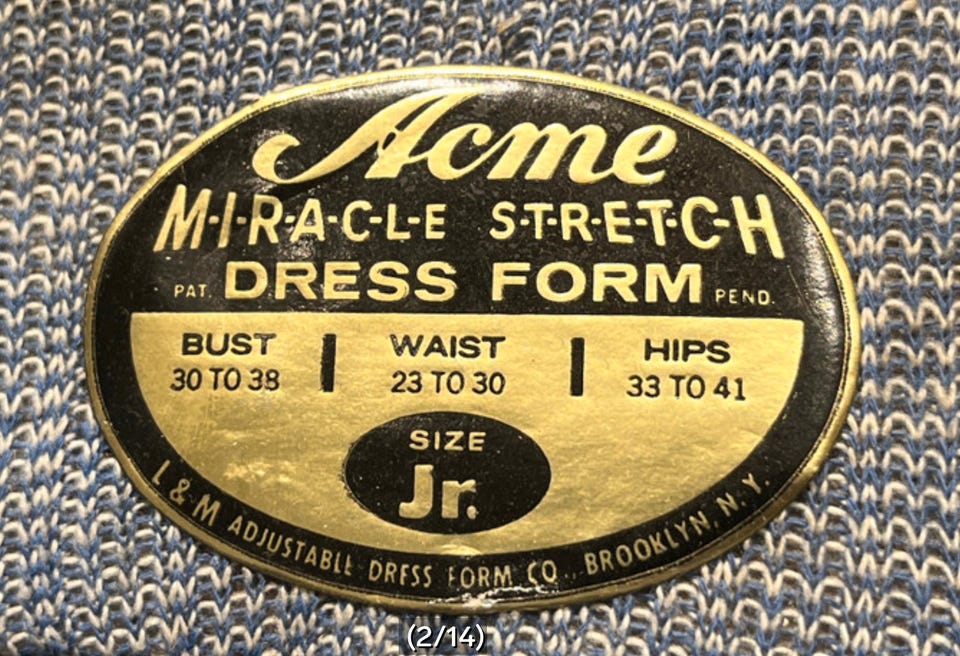 Acme
M-I-R-A-C-L-E S-T-R-E-T-C-H
PAT. DRESS FORM PEND.
BUST WAIST HIPS
30 TO 38 23 TO 30 33 TO 41
SIZE
Jr.
L & M ADJUSTABLE DRESS FORM CO. BROOKLYN, N.Y.
(2/14)